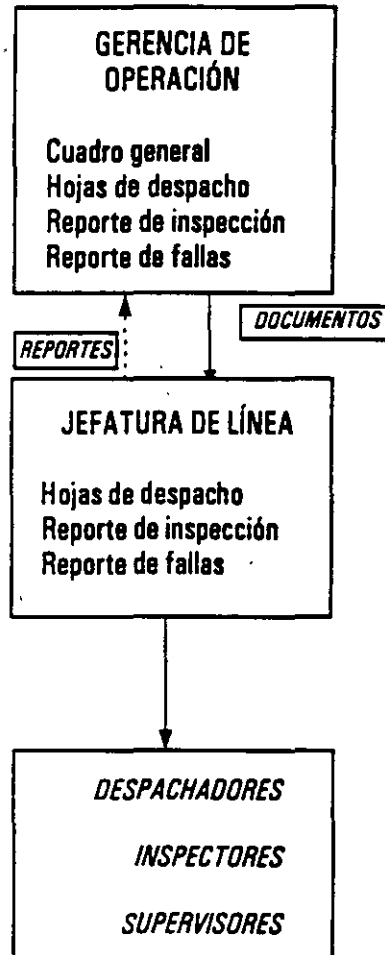 GERENCIA DE
OPERACIÓN
Cuadro general
Hojas de despacho
Reporte de inspección
Reporte de fallas
DOCUMENTOS
REPORTES
JEFATURA DE LÍNEA
Hojas de despacho
Reporte de inspección
Reporte de fallas
DESPACHADORES
INSPECTORES
SUPERVISORES